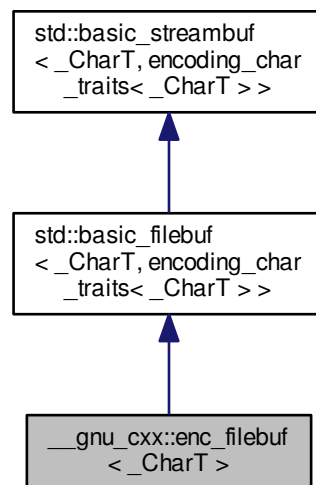 std::basic_streambuf
< _CharT, encoding_char
_traits< _CharT > >
std::basic_filebuf
< _CharT, encoding_char
_traits< _CharT > >
__gnu_cxx::enc_filebuf
< _CharT >